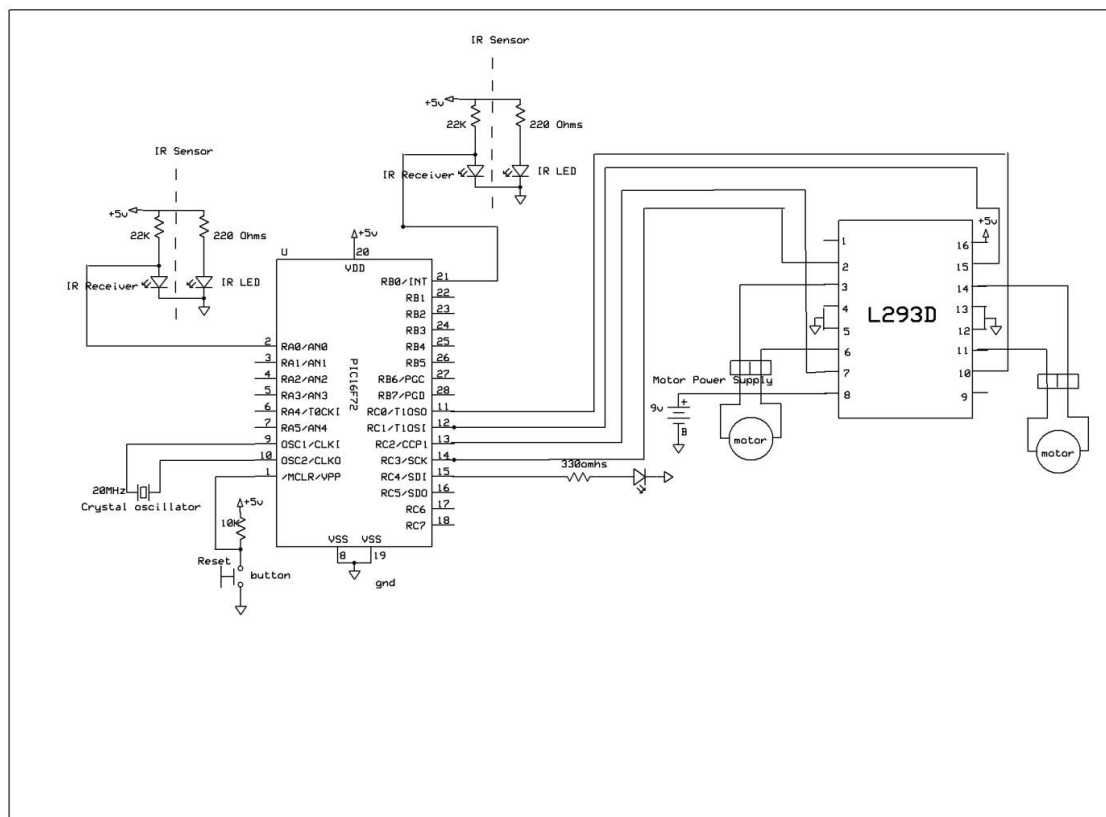 IR Sensor
+5v
22K
220 Ohms
IR Receiver
IR LED
IR Sensor
+5v
22K
220 Ohms
IR Receiver
IR LED
U
+5v
20
VDD
PIC16F72
2
RA0/AN0
3
RA1/AN1
4
RA2/AN2
5
RA3/AN3
6
RA4/T0CKI
7
RA5/AN4
9
OSC1/CLKI
10
OSC2/CLKO
1
/MCLR/VPP
RB0/INT
21
RB1
22
RB2
23
RB3
24
RB4
25
RB5
26
RB6/PGC
27
RB7/PGD
28
RC0/T1OSO
11
RC1/T1OSI
12
RC2/CCP1
13
RC3/SCK
14
RC4/SDI
15
RC5/SDO
16
RC6
17
RC7
18
VSS
VSS
8
19
gnd
20MHz
Crystal oscillator
+5v
10K
Reset
button
330omhs
L293D
1
2
3
4
5
6
7
8
16
15
14
13
12
11
10
9
+5v
Motor Power Supply
9v
+
B
motor
motor